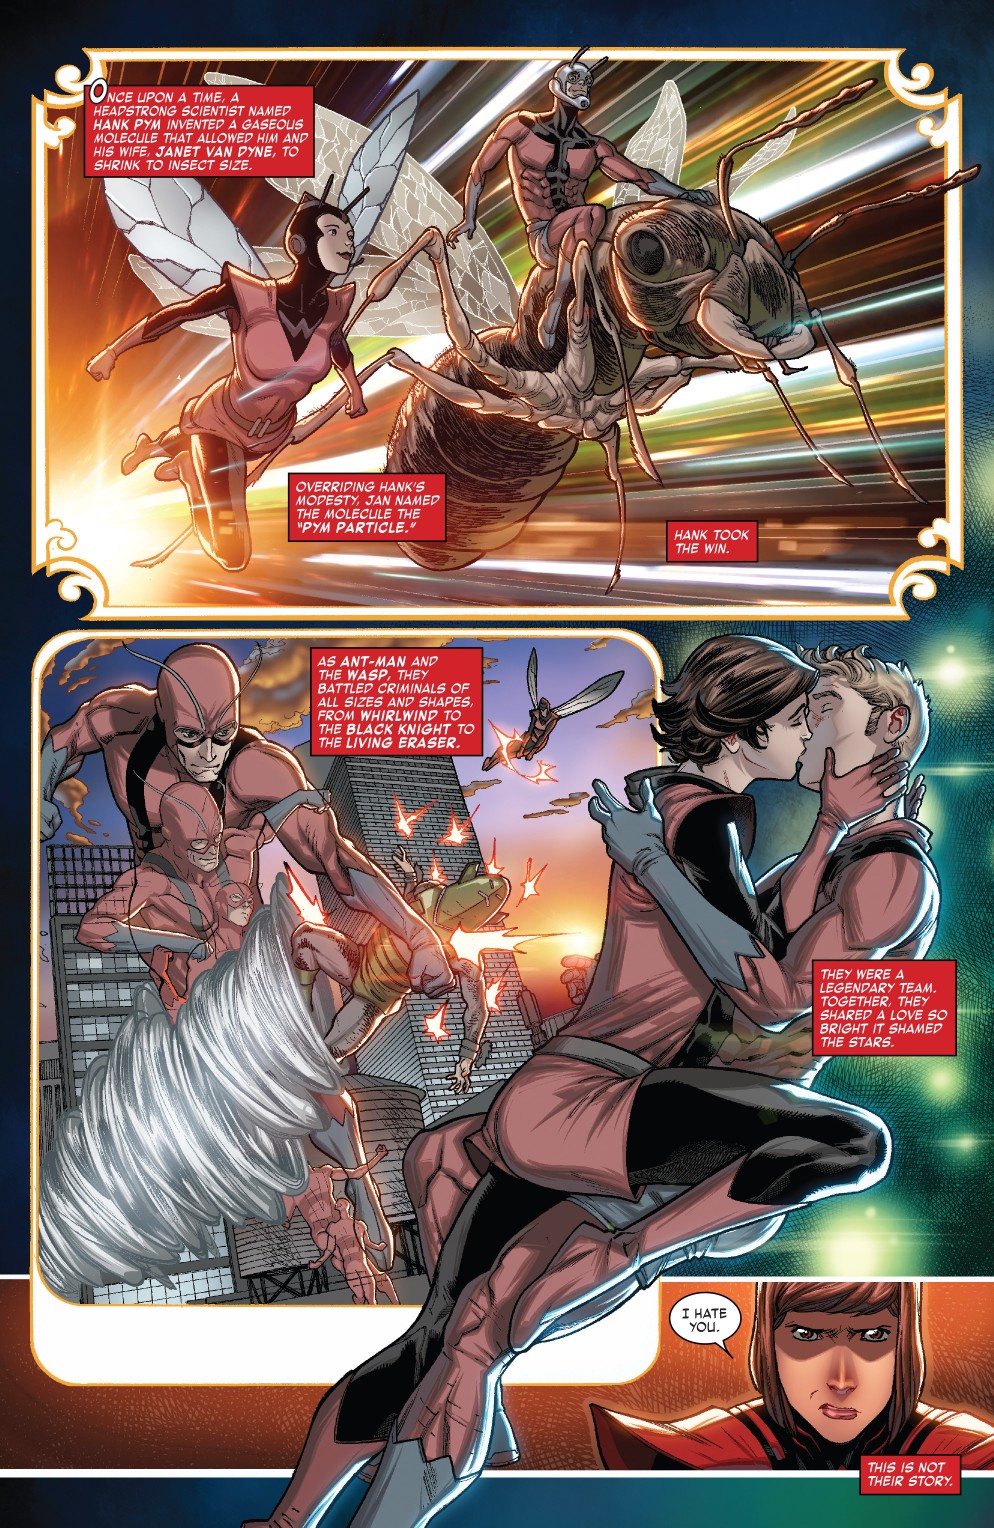 ONCE UPON A TIME, A
HEADSTRONG SCIENTIST NAMED
HANK PYM INVENTED A GASEOUS
MOLECULE THAT ALLOWED HIM AND
HIS WIFE, JANET VAN DYNE, TO
SHRINK TO INSECT SIZE.
OVERRIDING HANK'S
MODESTY, JAN NAMED
THE MOLECULE THE
"PYM PARTICLE."
HANK TOOK
THE WIN.
AS ANT-MAN AND
THE WASP, THEY
BATTLED CRIMINALS OF
ALL SIZES AND SHAPES,
FROM WHIRLWIND TO
THE BLACK KNIGHT TO
THE LIVING ERASER.
THEY WERE A
LEGENDARY TEAM.
TOGETHER, THEY
SHARED A LOVE SO
BRIGHT IT SHAMED
THE STARS.
I HATE
YOU.
THIS IS NOT
THEIR STORY.